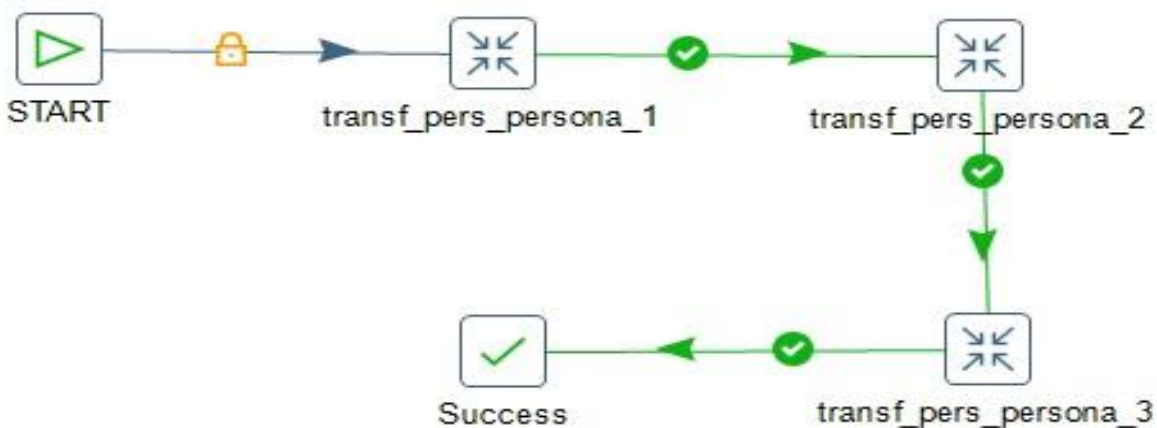 START
transf_pers_persona_1
transf_pers_persona_2
Success
transf_pers_persona_3